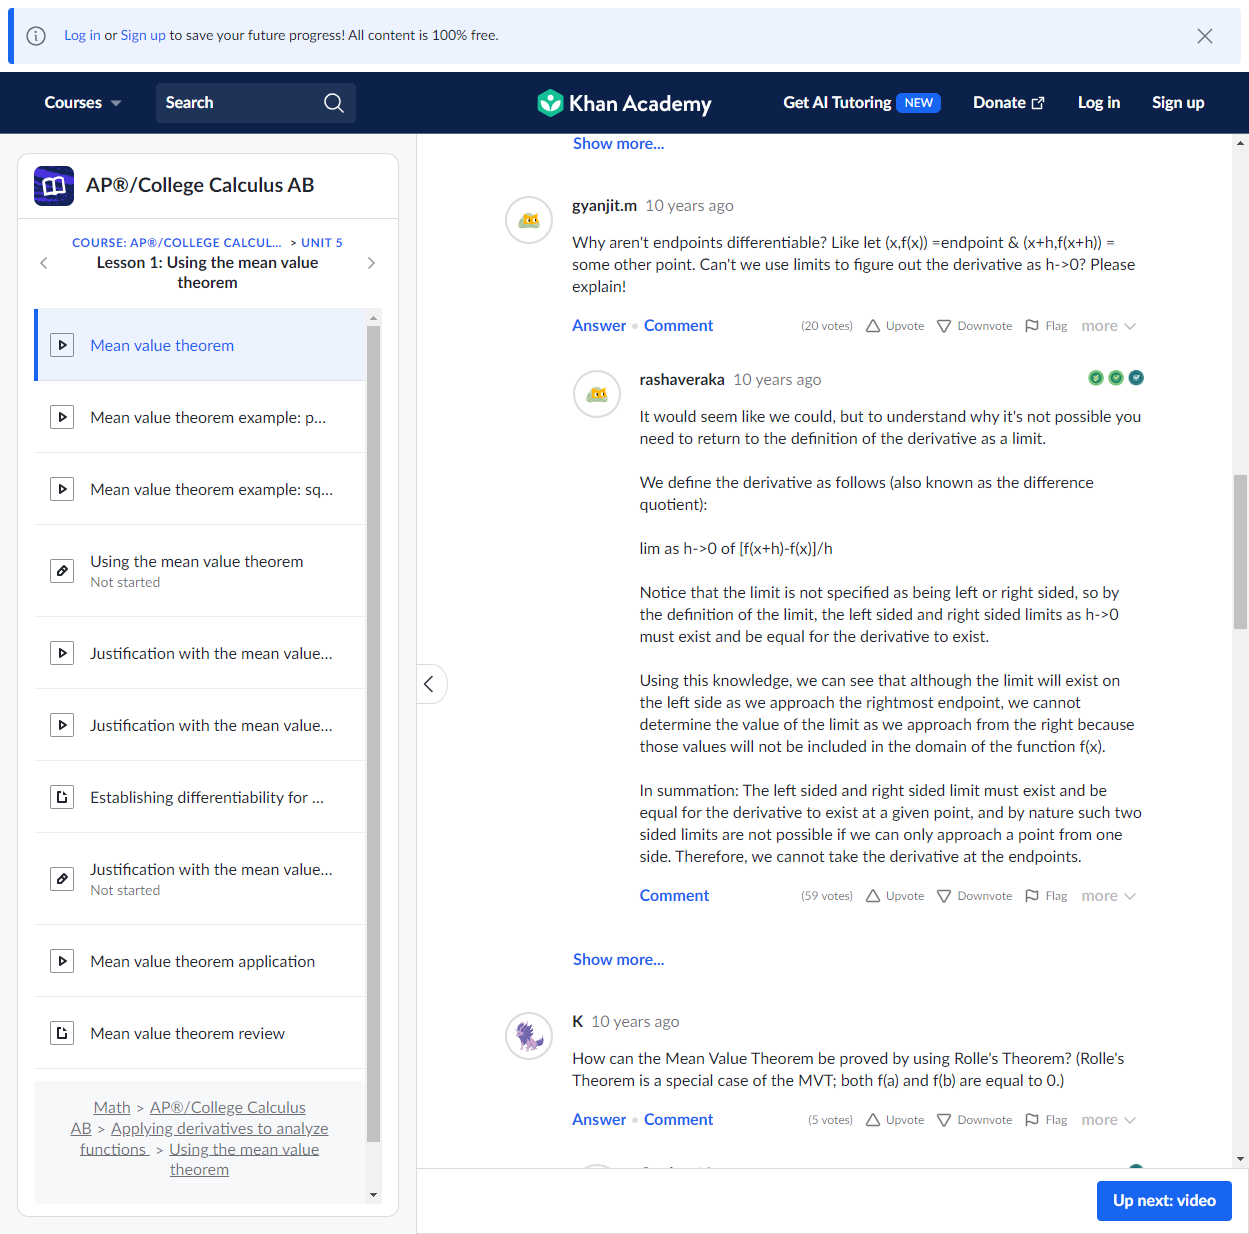 Log in or Sign up to save your future progress! All content is 100% free.
Courses
Search
Khan Academy
Get AI Tutoring NEW
Donate
Log in
Sign up
AP®/College Calculus AB
COURSE: AP®/COLLEGE CALCUL... > UNIT 5
Lesson 1: Using the mean value
theorem
Mean value theorem
Mean value theorem example: p...
Mean value theorem example: sq...
Using the mean value theorem
Not started
Justification with the mean value...
Justification with the mean value...
Establishing differentiability for ...
Justification with the mean value...
Not started
Mean value theorem application
Mean value theorem review
Math > AP®/College Calculus
AB > Applying derivatives to analyze
functions > Using the mean value
theorem
Show more...
gyanjit.m 10 years ago
Why aren't endpoints differentiable? Like let (x,f(x)) =endpoint & (x+h,f(x+h)) =
some other point. Can't we use limits to figure out the derivative as h->0? Please
explain!
Answer • Comment (20 votes) Upvote Downvote Flag more
rashaveraka 10 years ago
It would seem like we could, but to understand why it's not possible you
need to return to the definition of the derivative as a limit.
We define the derivative as follows (also known as the difference
quotient):
lim as h->0 of [f(x+h)-f(x)]/h
Notice that the limit is not specified as being left or right sided, so by
the definition of the limit, the left sided and right sided limits as h->0
must exist and be equal for the derivative to exist.
Using this knowledge, we can see that although the limit will exist on
the left side as we approach the rightmost endpoint, we cannot
determine the value of the limit as we approach from the right because
those values will not be included in the domain of the function f(x).
In summation: The left sided and right sided limit must exist and be
equal for the derivative to exist at a given point, and by nature such two
sided limits are not possible if we can only approach a point from one
side. Therefore, we cannot take the derivative at the endpoints.
Comment (59 votes) Upvote Downvote Flag more
Show more...
K 10 years ago
How can the Mean Value Theorem be proved by using Rolle's Theorem? (Rolle's
Theorem is a special case of the MVT; both f(a) and f(b) are equal to 0.)
Answer • Comment (5 votes) Upvote Downvote Flag more
Up next: video